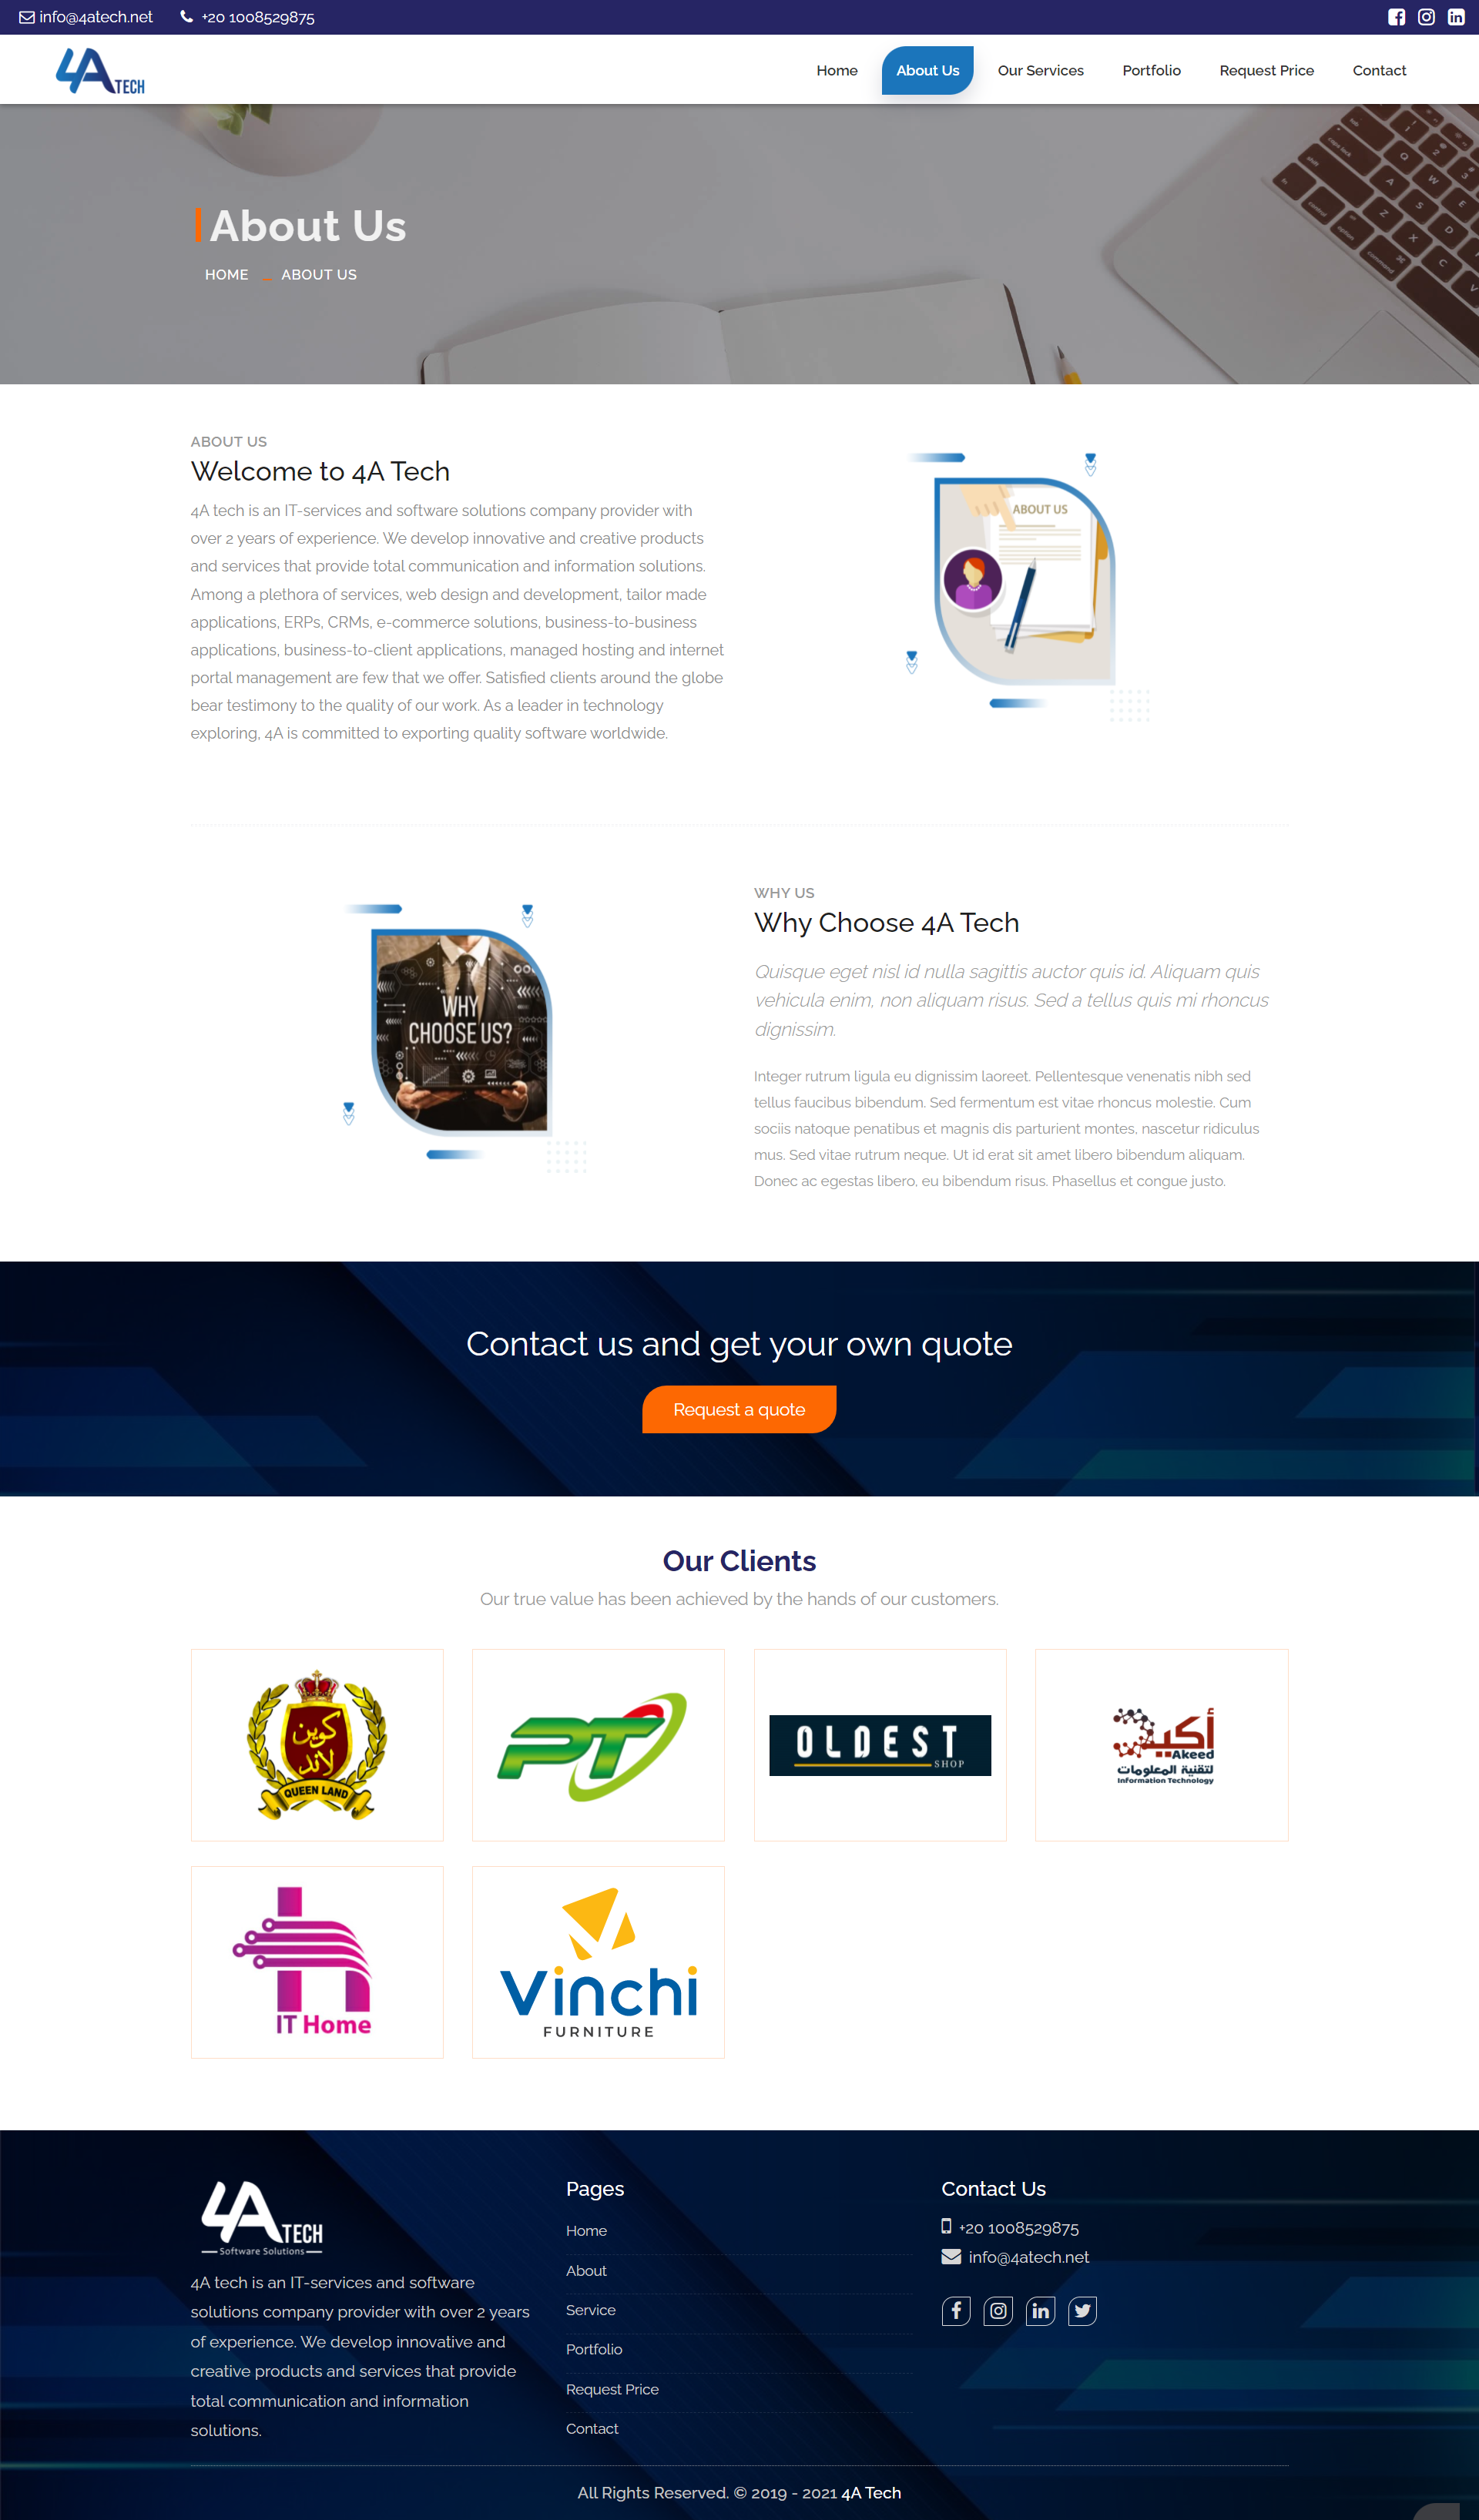 info@4atech.net +20 1008529875
4A TECH
Home About Us Our Services Portfolio Request Price Contact
About Us
HOME _ ABOUT US
ABOUT US
Welcome to 4A Tech
4A tech is an IT-services and software solutions company provider with
over 2 years of experience. We develop innovative and creative products
and services that provide total communication and information solutions.
Among a plethora of services, web design and development, tailor made
applications, ERPs, CRMs, e-commerce solutions, business-to-business
applications, business-to-client applications, managed hosting and internet
portal management are few that we offer. Satisfied clients around the globe
bear testimony to the quality of our work. As a leader in technology
exploring, 4A is committed to exporting quality software worldwide.
ABOUT US
WHY
CHOOSE US?
WHY US
Why Choose 4A Tech
Quisque eget nisl id nulla sagittis auctor quis id. Aliquam quis
vehicula enim, non aliquam risus. Sed a tellus quis mi rhoncus
dignissim.
Integer rutrum ligula eu dignissim laoreet. Pellentesque venenatis nibh sed
tellus faucibus bibendum. Sed fermentum est vitae rhoncus molestie. Cum
sociis natoque penatibus et magnis dis parturient montes, nascetur ridiculus
mus. Sed vitae rutrum neque. Ut id erat sit amet libero bibendum aliquam.
Donec ac egestas libero, eu bibendum risus. Phasellus et congue justo.
Contact us and get your own quote
Request a quote
Our Clients
Our true value has been achieved by the hands of our customers.
كوين
لاند
QUEEN LAND
PT
OLDEST
SHOP
أكيد
Akeed
لتقنية المعلومات
Information Technology
IT Home
Vinchi
FURNITURE
4A TECH
Software Solutions
4A tech is an IT-services and software
solutions company provider with over 2 years
of experience. We develop innovative and
creative products and services that provide
total communication and information
solutions.
Pages
Home
About
Service
Portfolio
Request Price
Contact
Contact Us
+20 1008529875
info@4atech.net
All Rights Reserved. © 2019 - 2021 4A Tech